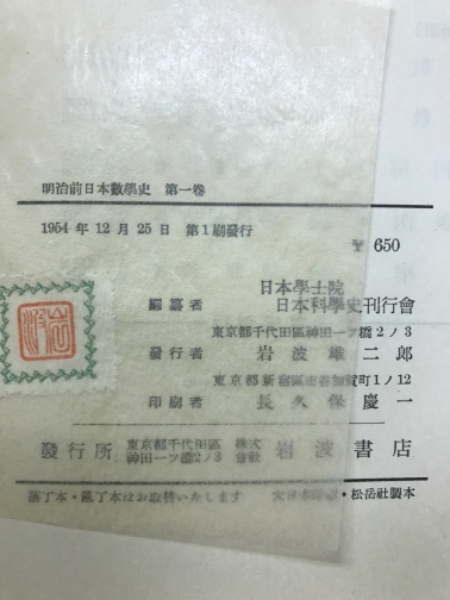 明治前日本數學史 第一卷
1954 年 12 月 25 日 第1刷發行
¥ 650
日本學士院
編纂者 日本科學史刊行會
東京都千代田區神田一ツ橋2ノ3
發行者 岩波雄二郎
東京都新宿區市谷加賀町1ノ12
印刷者 長久保慶一
發行所 東京都千代田區神田一ツ橋2ノ3 株式會社 岩波書店
落丁本・亂丁本はお取替いたします 大日本印刷・松岳社製本